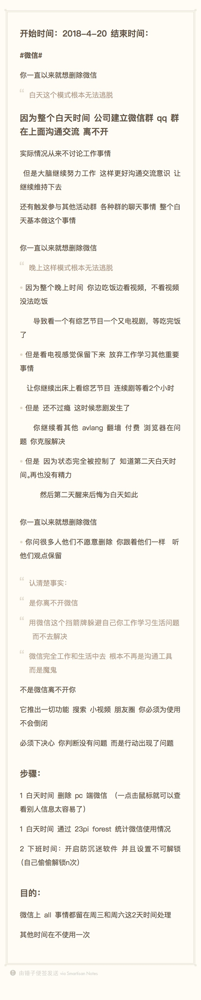 开始时间：2018-4-20 结束时间：
#微信#
你一直以来就想删除微信
“ 白天这个模式根本无法逃脱
因为整个白天时间 公司建立微信群 qq 群
在上面沟通交流 离不开
实际情况从来不讨论工作事情
但是大脑继续努力工作 这样更好沟通交流意识 让
继续维持下去
还有触发参与其他活动群 各种群的聊天事情 整个白
天基本做这个事情
你一直以来就想删除微信
“ 晚上这样模式根本无法逃脱
• 因为整个晚上时间 你边吃饭边看视频，不看视频
没法吃饭
导致看一个有综艺节目一个又电视剧，等吃完饭
了
• 但是看电视感觉保留下来 放弃工作学习其他重要
事情
让你继续出床上看综艺节目 连续剧等看2个小时
• 但是 还不过瘾 这时候悲剧发生了
你继续看其他 avlang 翻墙 付费 浏览器在问
题 你克服解决
• 但是 因为状态完全被控制了 知道第二天白天时
间。再也没有精力
然后第二天醒来后悔为白天如此
你一直以来就想删除微信
• 你问很多人他们不愿意删除 你跟着他们一样 听
他们观点保留
“ 认清楚事实：
“ 是你离不开微信
“ 用微信这个挡箭牌躲避自己你工作学习生活问题
而不去解决
“ 微信完全工作和生活中去 根本不再是沟通工具
而是魔鬼
不是微信离不开你
它推出一切功能 搜索 小视频 朋友圈 你必须为使用
不会倒闭
必须下决心 你判断没有问题 而是行动出现了问题
步骤：
1 白天时间 删除 pc 端微信 （一点击鼠标就可以查
看别人信息太容易了）
1 白天时间 通过 23pi forest 统计微信使用情况
2 下班时间：开启防沉迷软件 并且设置不可解锁
（自己偷偷解锁n次）
目的：
微信上 all 事情都留在周三和周六这2天时间处理
其他时间在不使用一次
由锤子便签发送 via Smartisan Notes